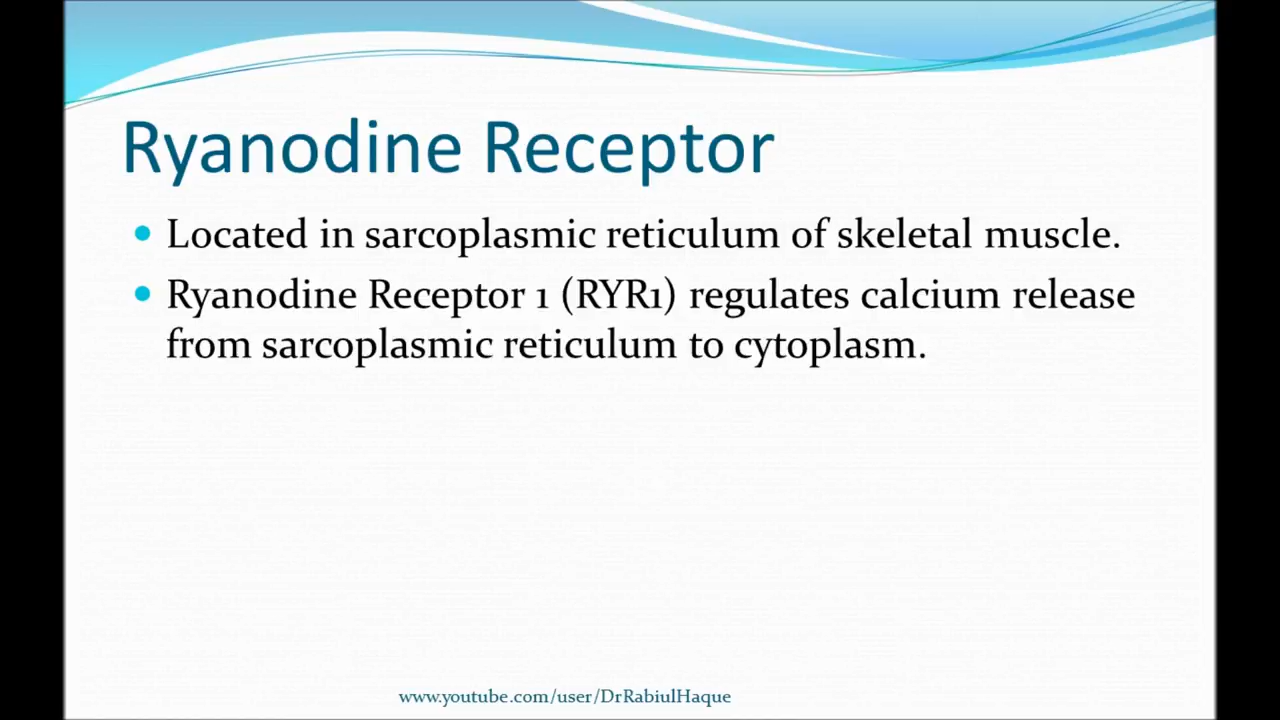 Ryanodine Receptor
• Located in sarcoplasmic reticulum of skeletal muscle.
• Ryanodine Receptor 1 (RYR1) regulates calcium release
from sarcoplasmic reticulum to cytoplasm.
www.youtube.com/user/DrRabiulHaque